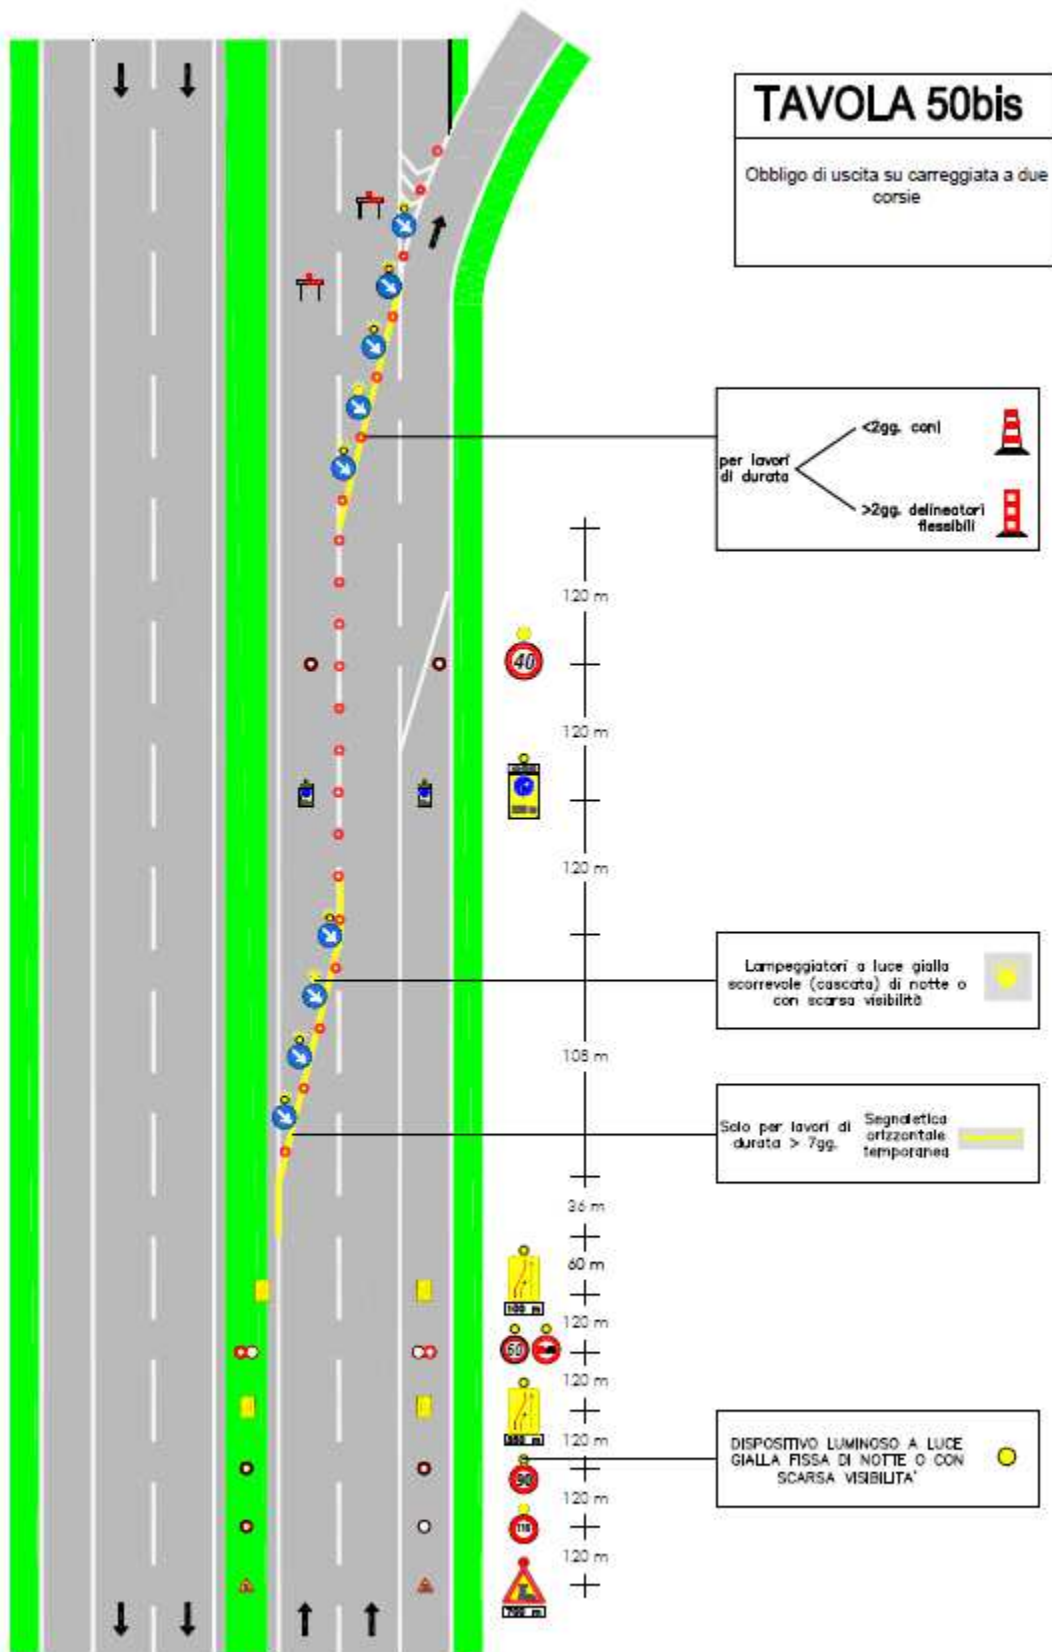 TAVOLA 50bis
Obbligo di uscita su carreggiata a due
corsie
<2gg. coni
per lavori
di durata
>2gg. delineatori
flessibili
120 m
40
120 m
120 m
Lampeggiatori a luce gialla
scorrevole (cascata) di notte o
con scarsa visibilità
108 m
Solo per lavori di
durata > 7gg.
Segnaletica
orizzontale
temporanea
36 m
60 m
100 m
120 m
60
120 m
120 m
DISPOSITIVO LUMINOSO A LUCE
GIALLA FISSA DI NOTTE O CON
SCARSA VISIBILITA'
90
120 m
110
120 m
700 m